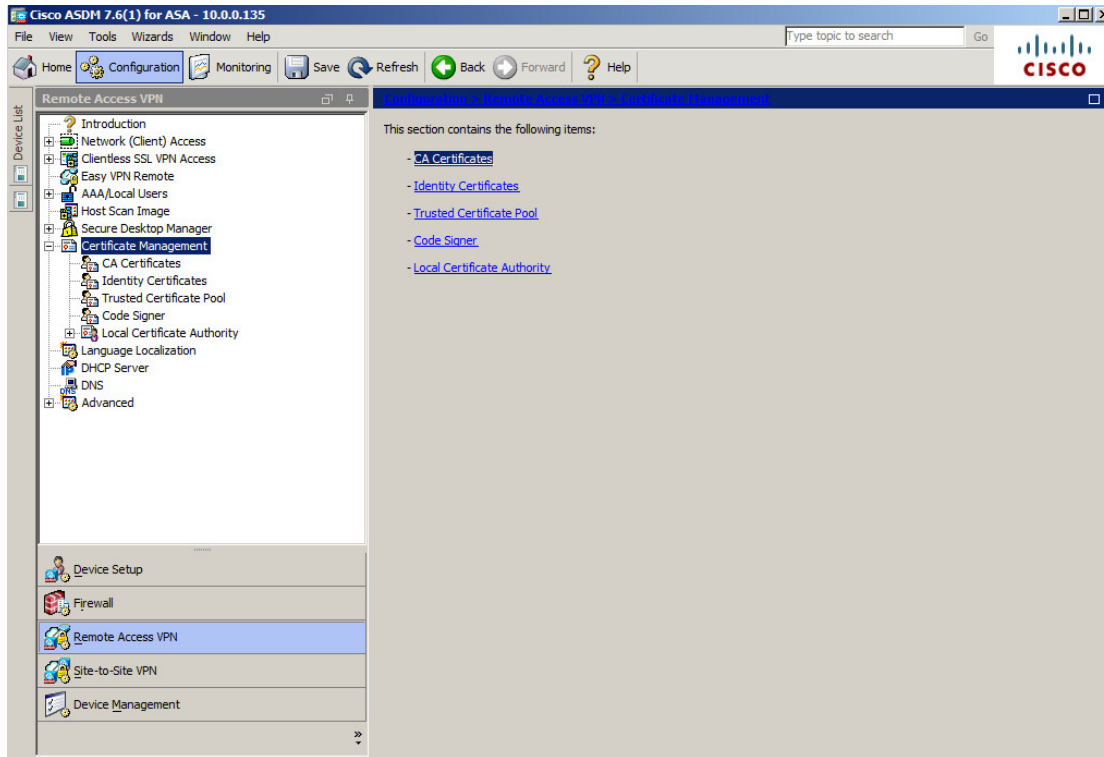 Cisco ASDM 7.6(1) for ASA - 10.0.0.135
File View Tools Wizards Window Help
Type topic to search Go
Home Configuration Monitoring Save Refresh Back Forward Help
CISCO
Device List
Remote Access VPN
Introduction
Network (Client) Access
Clientless SSL VPN Access
Easy VPN Remote
AAA/Local Users
Host Scan Image
Secure Desktop Manager
Certificate Management
CA Certificates
Identity Certificates
Trusted Certificate Pool
Code Signer
Local Certificate Authority
Language Localization
DHCP Server
DNS
DNS
Advanced
Device Setup
Firewall
Remote Access VPN
Site-to-Site VPN
Device Management
Configuration > Remote Access VPN > Certificate Management
This section contains the following items:
- CA Certificates
- Identity Certificates
- Trusted Certificate Pool
- Code Signer
- Local Certificate Authority